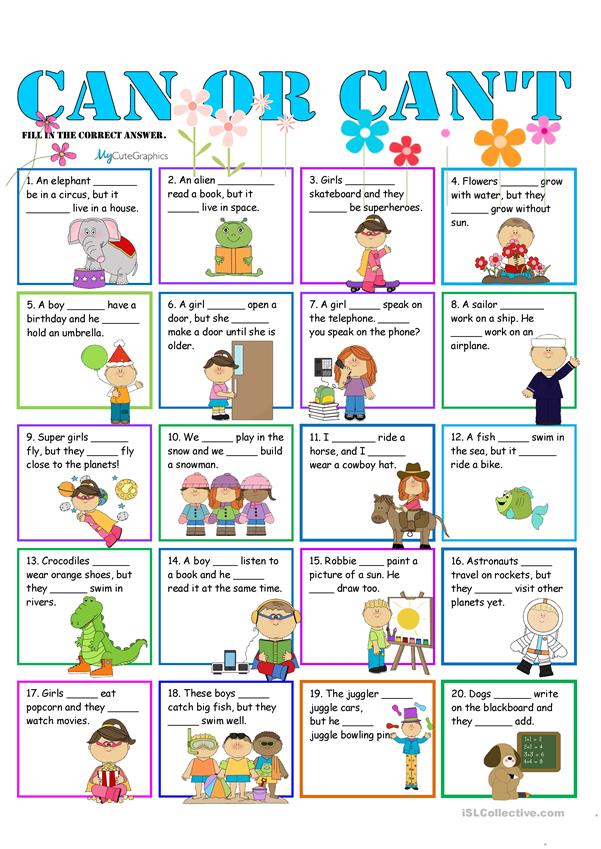 CAN OR CAN'T
FILL IN THE CORRECT ANSWER.
MyCuteGraphics
1. An elephant ________
be in a circus, but it
_______ live in a house.
2. An alien __________
read a book, but it
_____ live in space.
3. Girls ________
skateboard and they
______ be superheroes.
4. Flowers ______ grow
with water, but they
______ grow without
sun.
5. A boy _____ have a
birthday and he ______
hold an umbrella.
6. A girl _____ open a
door, but she ______
make a door until she is
older.
7. A girl _____ speak on
the telephone. _____
you speak on the phone?
8. A sailor _______
work on a ship. He
_____ work on an
airplane.
9. Super girls ______
fly, but they _____ fly
close to the planets!
10. We _____ play in the
snow and we _____ build
a snowman.
11. I _______ ride a
horse, and I ______
wear a cowboy hat.
12. A fish _____ swim in
the sea, but it ______
ride a bike.
13. Crocodiles _____
wear orange shoes, but
they ______ swim in
rivers.
14. A boy ____ listen to
a book and he _____
read it at the same time.
15. Robbie ____ paint a
picture of a sun. He
____ draw too.
16. Astronauts _____
travel on rockets, but
they ______ visit other
planets yet.
17. Girls ______ eat
popcorn and they _____
watch movies.
18. These boys _____
catch big fish, but they
_____ swim well.
19. The juggler _____
juggle cars,
but he _____
juggle bowling pin
20. Dogs ______ write
on the blackboard and
they _______ add.
1+1 = 2
2+2 = 4
3+3 = 6
4+4 = 8
iSLCollective.com